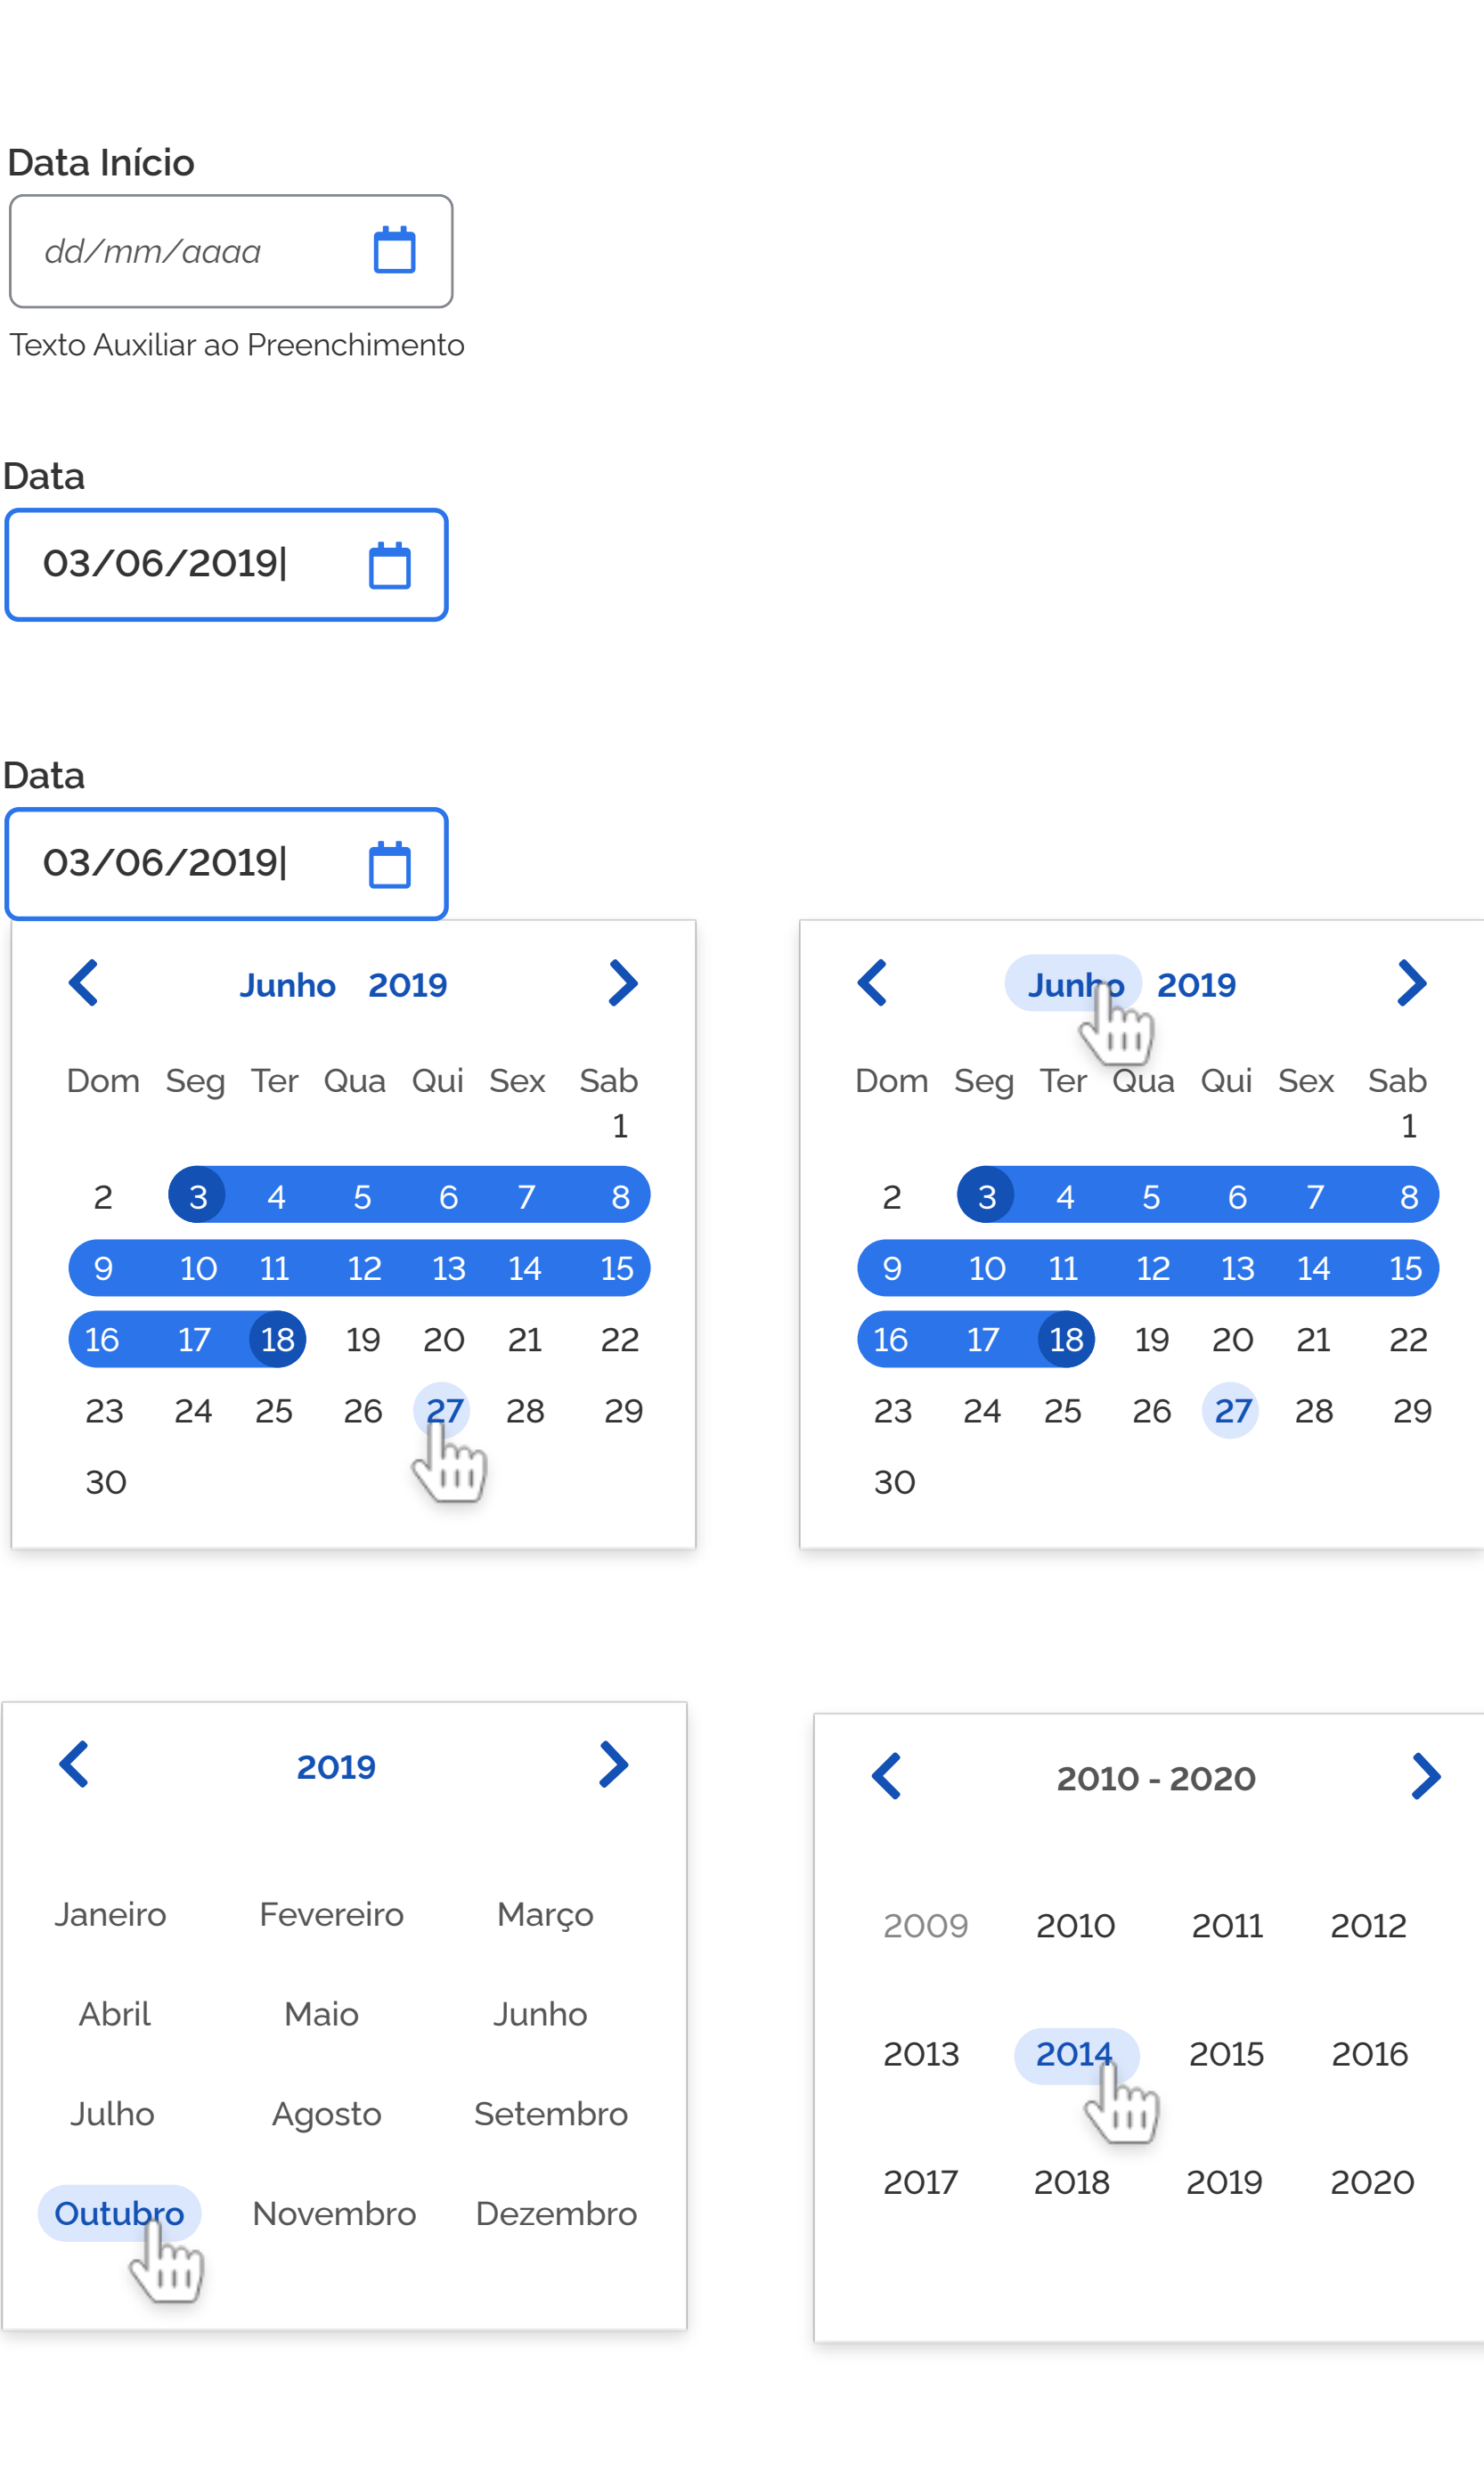 Data Início
dd/mm/aaaa
Texto Auxiliar ao Preenchimento
Data
03/06/2019
Data
03/06/2019
Junho 2019
Dom Seg Ter Qua Qui Sex Sab
1
2 3 4 5 6 7 8
9 10 11 12 13 14 15
16 17 18 19 20 21 22
23 24 25 26 27 28 29
30
Junho 2019
Dom Seg Ter Qua Qui Sex Sab
1
2 3 4 5 6 7 8
9 10 11 12 13 14 15
16 17 18 19 20 21 22
23 24 25 26 27 28 29
30
2019
Janeiro Fevereiro Março
Abril Maio Junho
Julho Agosto Setembro
Outubro Novembro Dezembro
2010 - 2020
2009 2010 2011 2012
2013 2014 2015 2016
2017 2018 2019 2020